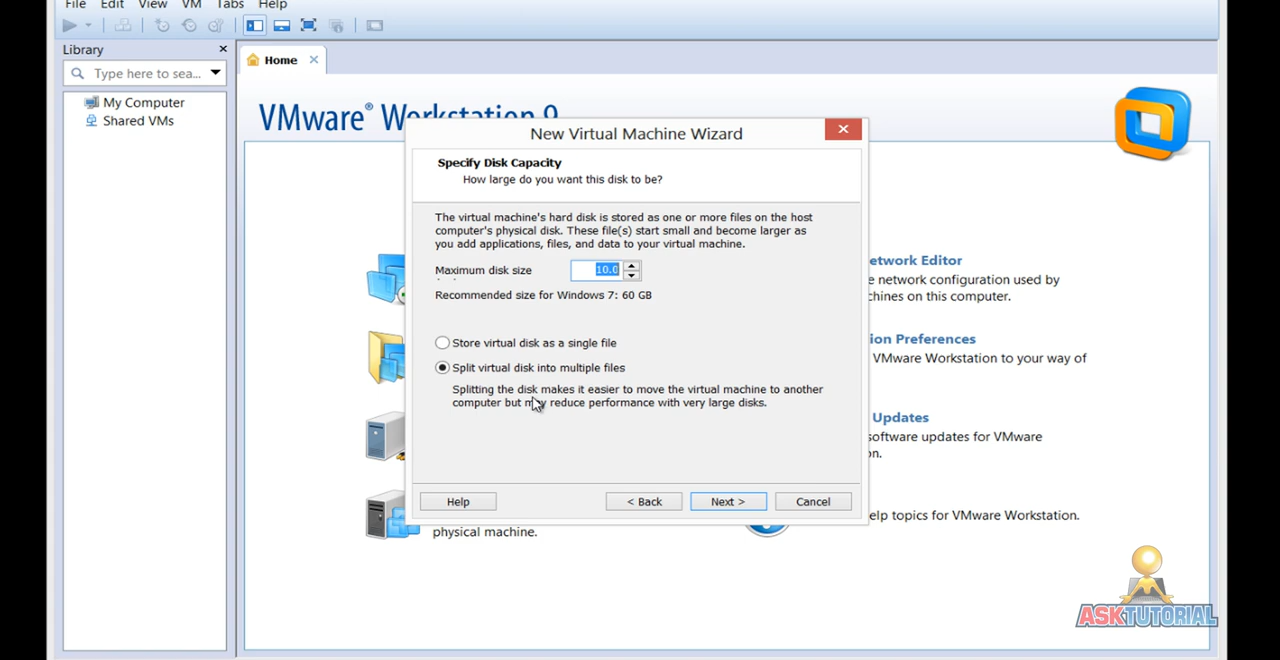 File Edit View VM Tabs Help
Library
Type here to sea...
My Computer
Shared VMs
Home
VMware® Workstation 9
New Virtual Machine Wizard
Specify Disk Capacity
How large do you want this disk to be?
The virtual machine's hard disk is stored as one or more files on the host
computer's physical disk. These file(s) start small and become larger as
you add applications, files, and data to your virtual machine.
Maximum disk size 10.0
Recommended size for Windows 7: 60 GB
Store virtual disk as a single file
Split virtual disk into multiple files
Splitting the disk makes it easier to move the virtual machine to another
computer but may reduce performance with very large disks.
Help < Back Next > Cancel
physical machine.
etwork Editor
e network configuration used by
chines on this computer.
ion Preferences
VMware Workstation to your way of
Updates
software updates for VMware
on.
elp topics for VMware Workstation.
ASKTUTORIAL